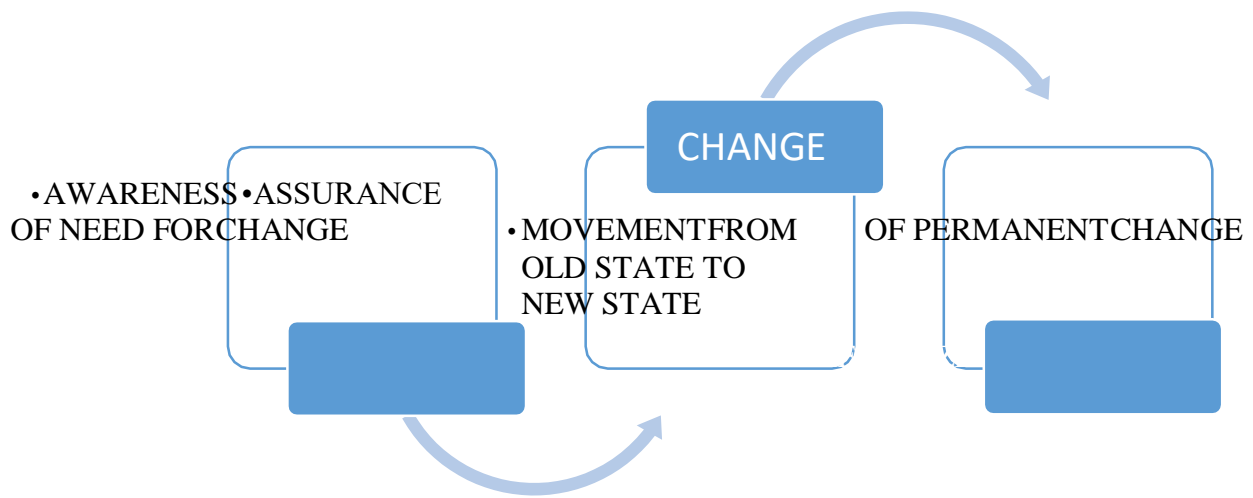 CHANGE
•AWARENESS•ASSURANCE
OF NEED FORCHANGE
•MOVEMENTFROM
OLD STATE TO
NEW STATE
OF PERMANENTCHANGE